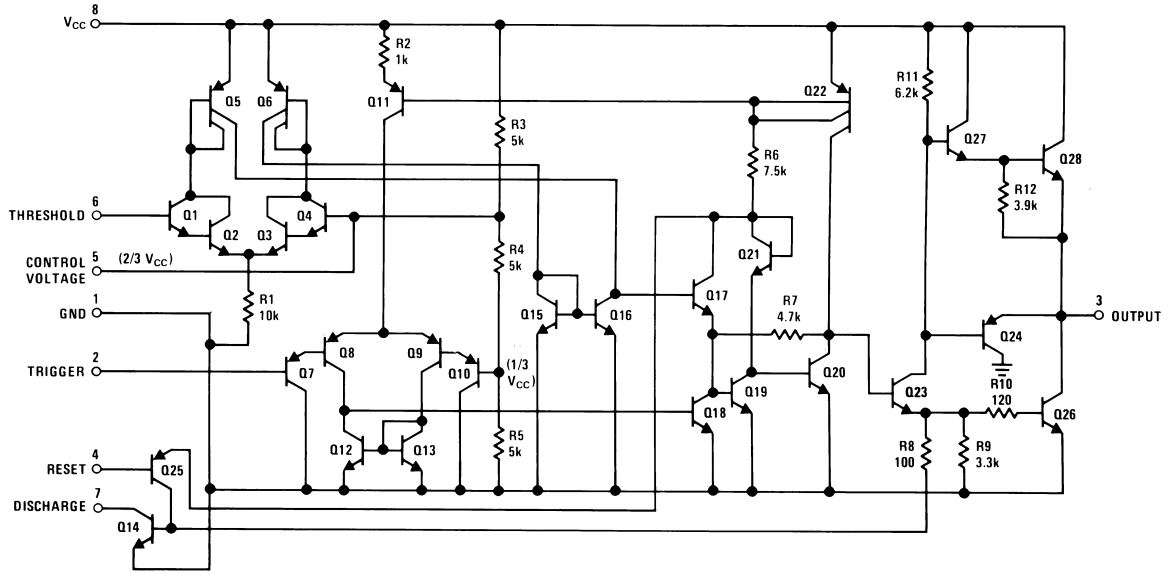 8
VCC
R2
1k
R11
6.2k
Q5
Q6
Q11
Q22
R3
5k
Q27
Q28
R6
7.5k
R12
3.9k
6
THRESHOLD
Q1
Q2
Q3
Q4
5
CONTROL
VOLTAGE
(2/3 VCC)
R4
5k
Q21
1
GND
R1
10k
Q15
Q16
Q17
R7
4.7k
3
OUTPUT
Q24
2
TRIGGER
Q7
Q8
Q9
Q10
(1/3
VCC)
Q18
Q19
Q20
Q23
R10
120
Q26
Q12
Q13
R5
5k
R8
100
R9
3.3k
4
RESET
Q25
7
DISCHARGE
Q14